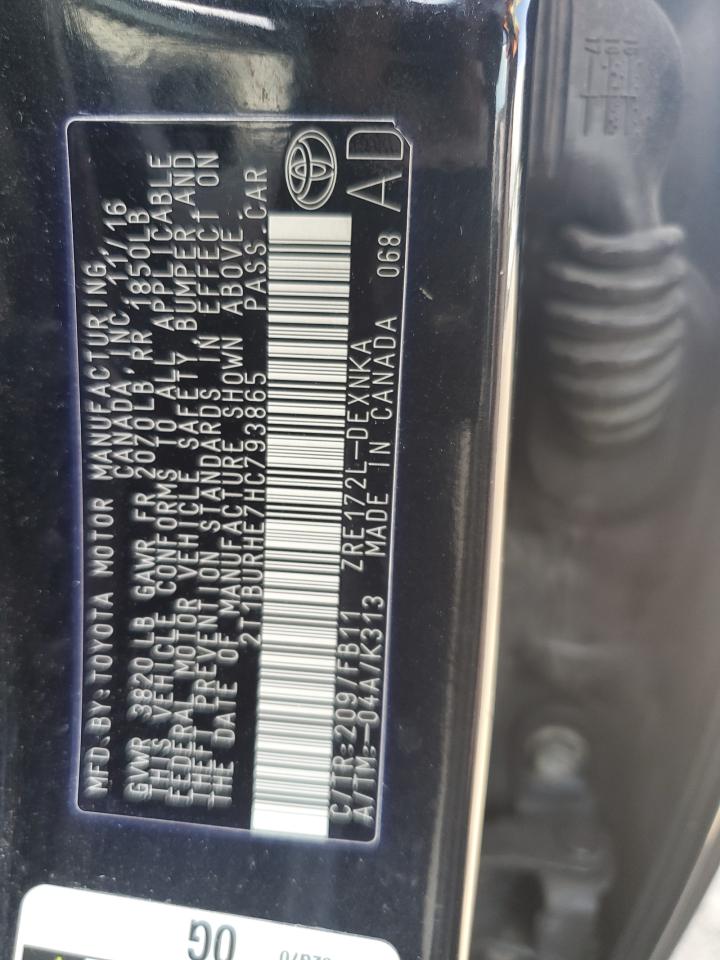 MFD.BY:TOYOTA MOTOR MANUFACTURING
CANADA, INC. 11/16
GVWR 3820LB GAWR FR 2070LB RR 1850LB
THIS VEHICLE CONFORMS TO ALL APPLICABLE
FEDERAL MOTOR VEHICLE SAFETY, BUMPER, AND
THEFT PREVENTION STANDARDS IN EFFECT ON
THE DATE OF MANUFACTURE SHOWN ABOVE.
2T1BURHE7HC793865 PASS.CAR
C/TR:209/FB11 ZRE172L-DEXNKA
A/TM:-04A/K313 MADE IN CANADA 068 AD
OG